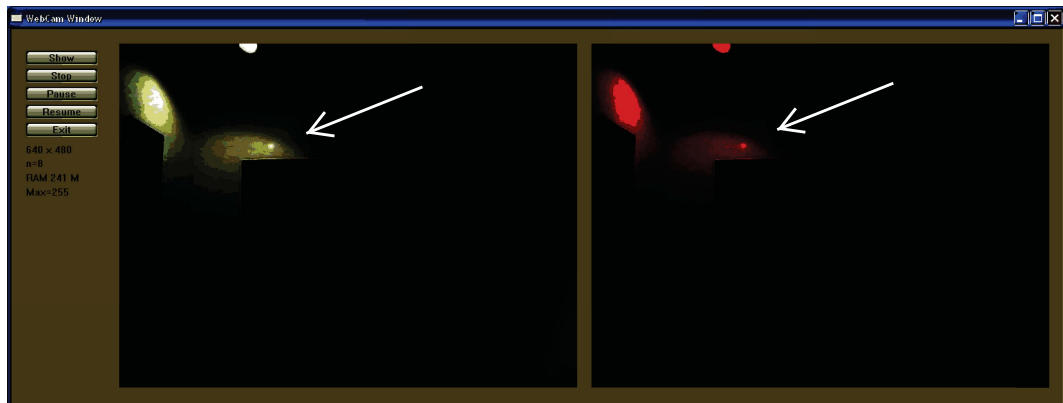 WebCam Window
Show
Stop
Pause
Resume
Exit
640 × 480
n=8
RAM 241 M
Max=255